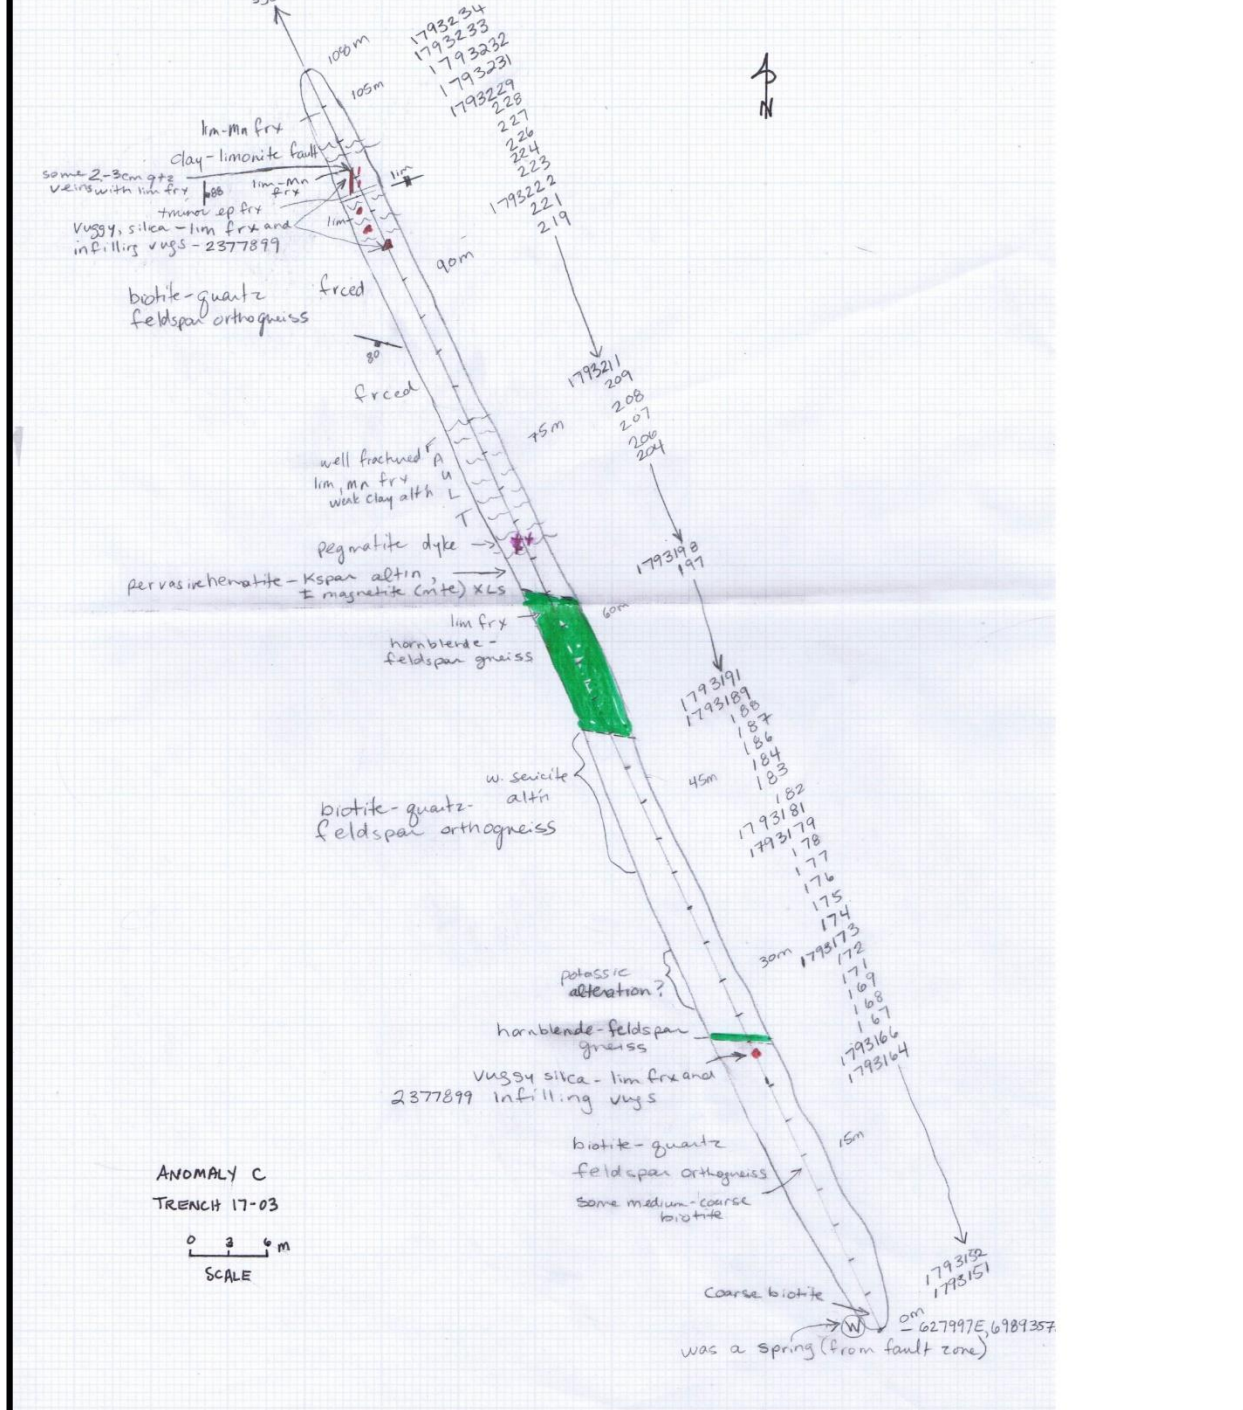 108m
1793234
1793233
1793232
1793231
1793229
228
227
226
224
223
1793222
221
219
N
105m
lim-Mn frx
clay-limonite fault
some 2-3cm qtz
veins with lim frx
88
lim-Mn
frx
lim
+minor ep frx
vuggy, silica - lim frx and
infilling vugs - 2377899
lim
90m
biotite-quartz
feldspar orthogneiss
frced
80
frced
1793211
209
208
207
206
204
75m
well fractured
lim, mn frx
weak clay altn
FAULT
pegmatite dyke
1793198
197
pervasive hematite - Kspar altin,
± magnetite (mte) XLS
60m
lim frx
hornblende-
feldspar gneiss
1793191
1793189
188
187
186
184
183
182
1793181
1793179
178
177
176
175
174
1793173
172
171
169
168
167
1793166
1793164
45m
w. sericite
alt'n
biotite-quartz-
feldspar orthogneiss
30m
potassic
alteration?
hornblende-feldspar
gneiss
vuggy silica - lim frx and
2377899 infilling vugs
15m
biotite-quartz
feldspar orthogneiss
some medium-coarse
biotite
ANOMALY C
TRENCH 17-03
0 3 6 m
SCALE
1793152
1793151
coarse biotite
0m
627997E, 6989357
W
was a spring (from fault zone)